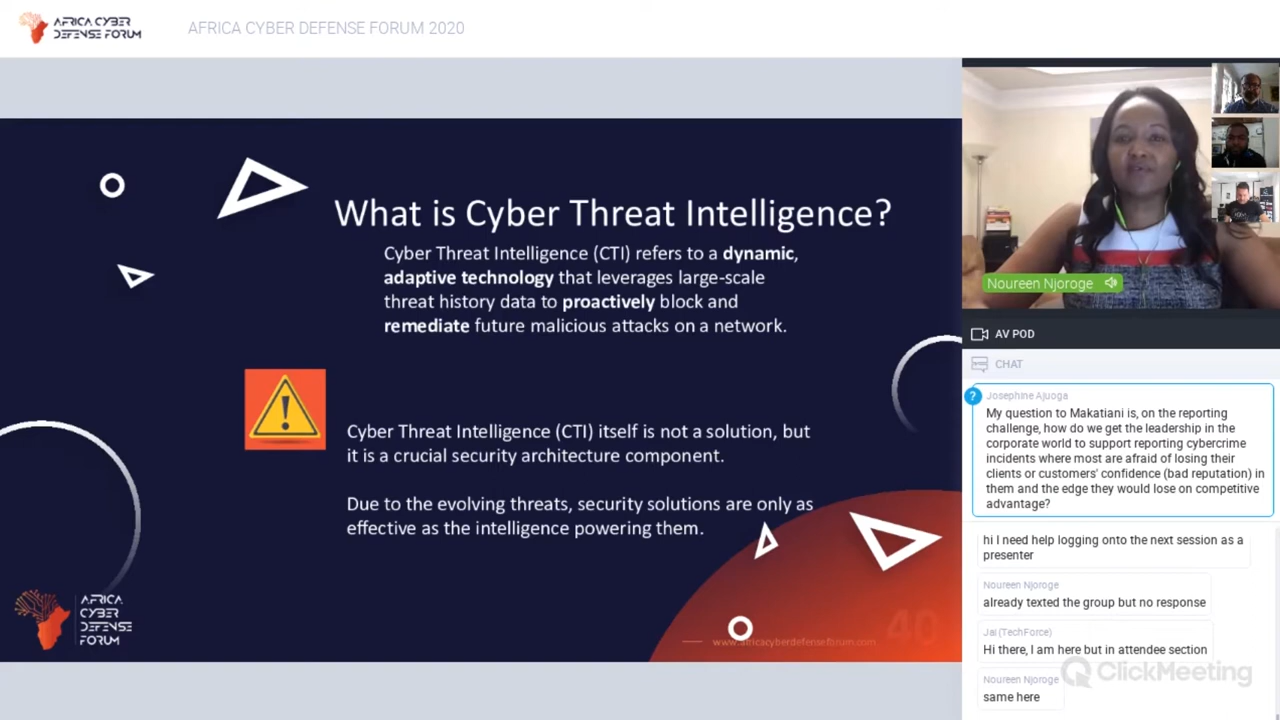 AFRICA CYBER
DEFENSE FORUM
AFRICA CYBER DEFENSE FORUM 2020
What is Cyber Threat Intelligence?
Cyber Threat Intelligence (CTI) refers to a dynamic,
adaptive technology that leverages large-scale
threat history data to proactively block and
remediate future malicious attacks on a network.
!
Cyber Threat Intelligence (CTI) itself is not a solution, but
it is a crucial security architecture component.
Due to the evolving threats, security solutions are only as
effective as the intelligence powering them.
AFRICA
CYBER
DEFENSE
FORUM
40
www.africacyberdefenseforum.com
Noureen Njoroge
AV POD
CHAT
?
Josephine Ajuoga
My question to Makatiani is, on the reporting
challenge, how do we get the leadership in the
corporate world to support reporting cybercrime
incidents where most are afraid of losing their
clients or customers' confidence (bad reputation) in
them and the edge they would lose on competitive
advantage?
hi I need help logging onto the next session as a
presenter
Noureen Njoroge
already texted the group but no response
Jai (TechForce)
Hi there, I am here but in attendee section
Noureen Njoroge
same here
ClickMeeting